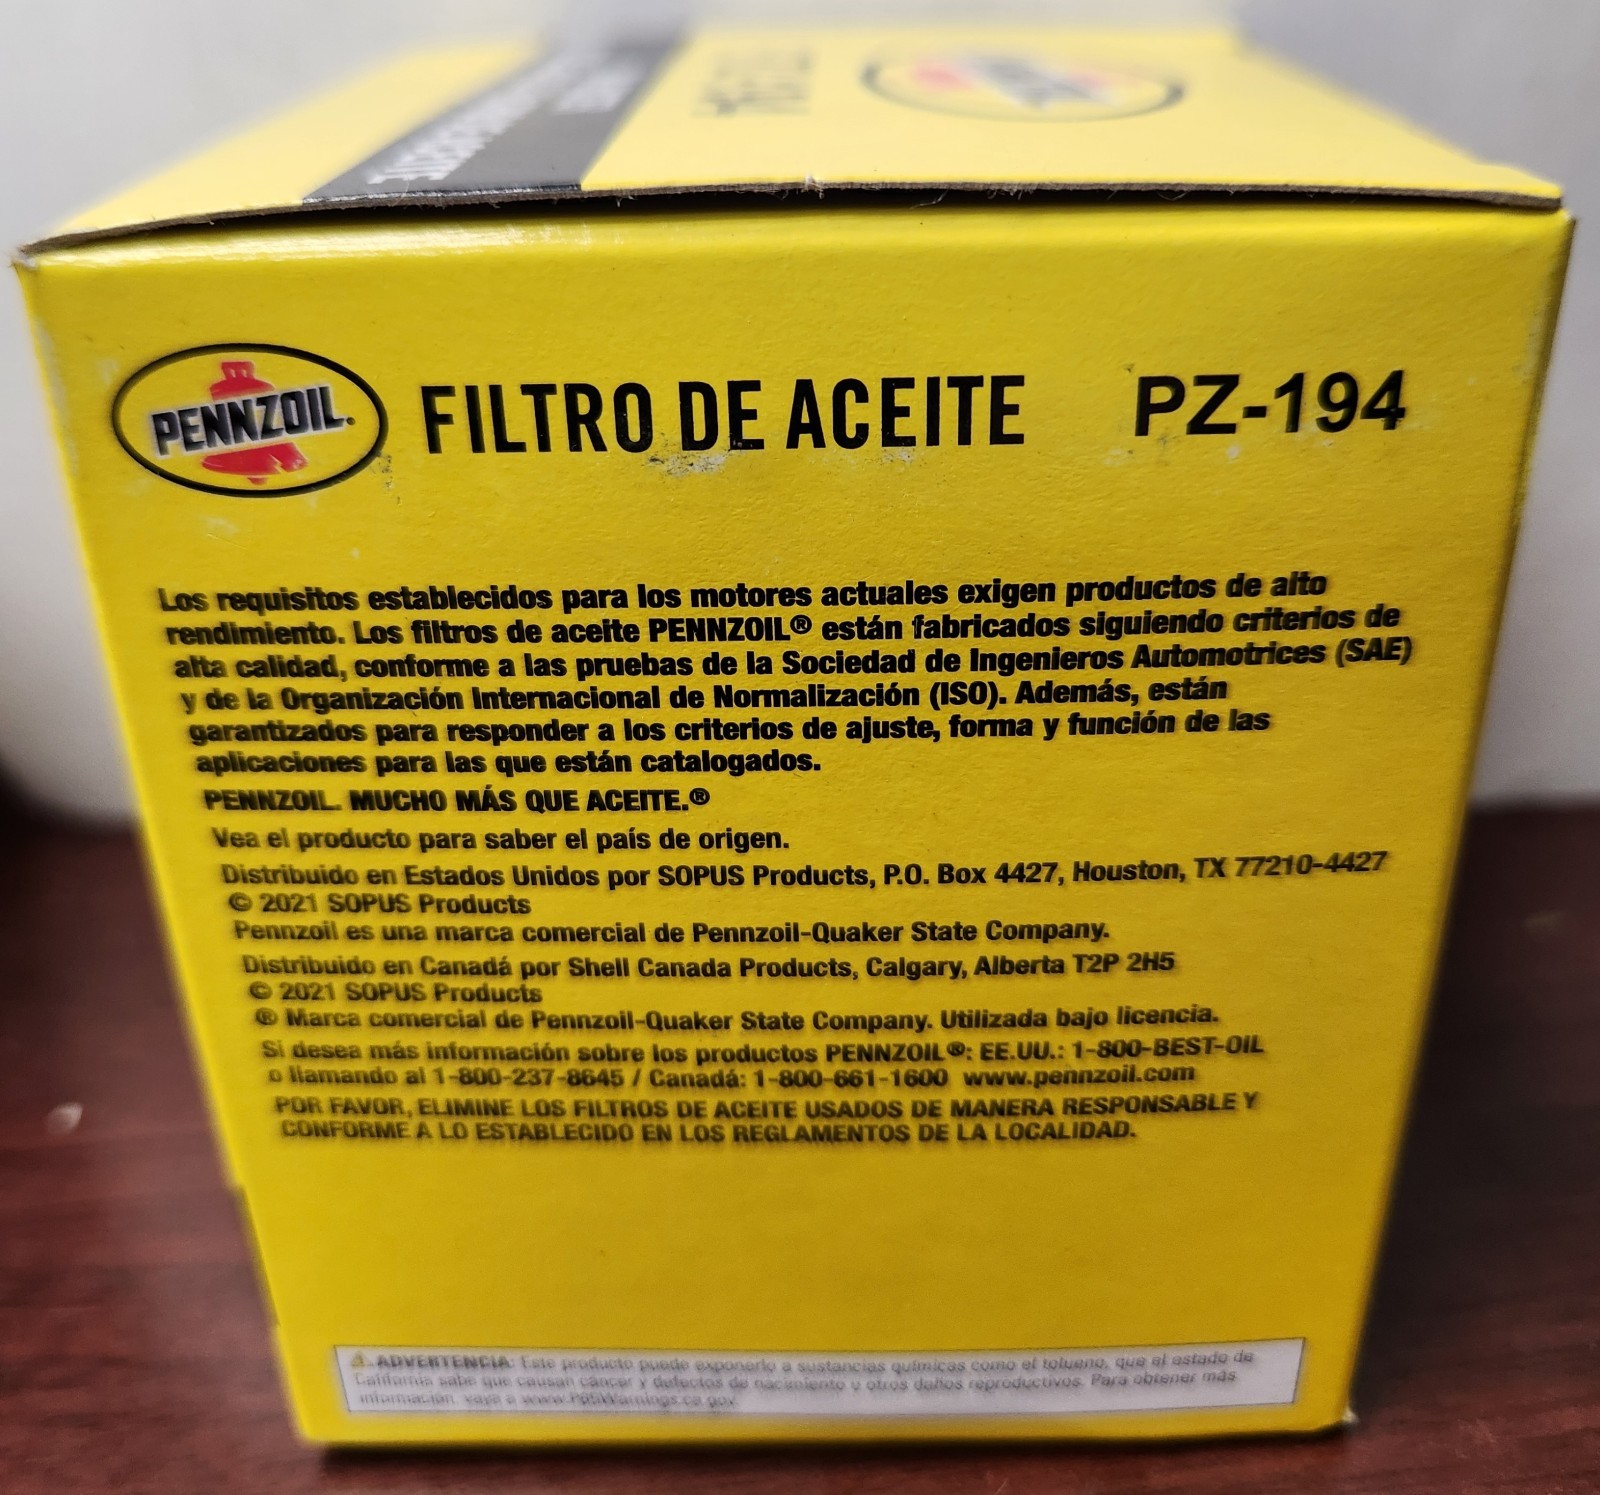 PENNZOIL. FILTRO DE ACEITE PZ-194
Los requisitos establecidos para los motores actuales exigen productos de alto
rendimiento. Los filtros de aceite PENNZOIL® están fabricados siguiendo criterios de
alta calidad, conforme a las pruebas de la Sociedad de Ingenieros Automotrices (SAE)
y de la Organización Internacional de Normalización (ISO). Además, están
garantizados para responder a los criterios de ajuste, forma y función de las
aplicaciones para las que están catalogados.
PENNZOIL. MUCHO MÁS QUE ACEITE.®
Vea el producto para saber el país de origen.
Distribuido en Estados Unidos por SOPUS Products, P.O. Box 4427, Houston, TX 77210-4427
© 2021 SOPUS Products
Pennzoil es una marca comercial de Pennzoil-Quaker State Company.
Distribuido en Canadá por Shell Canada Products, Calgary, Alberta T2P 2H5
© 2021 SOPUS Products
® Marca comercial de Pennzoil-Quaker State Company. Utilizada bajo licencia.
Si desea más información sobre los productos PENNZOIL®: EE.UU.: 1-800-BEST-OIL
o llamando al 1-800-237-8645 / Canadá: 1-800-661-1600 www.pennzoil.com
POR FAVOR, ELIMINE LOS FILTROS DE ACEITE USADOS DE MANERA RESPONSABLE Y
CONFORME A LO ESTABLECIDO EN LOS REGLAMENTOS DE LA LOCALIDAD.
⚠ ADVERTENCIA: Este producto puede exponerlo a sustancias químicas como el tolueno, que el estado de
California sabe que causan cáncer y defectos de nacimiento u otros daños reproductivos. Para obtener más
información, vaya a www.P65Warnings.ca.gov.